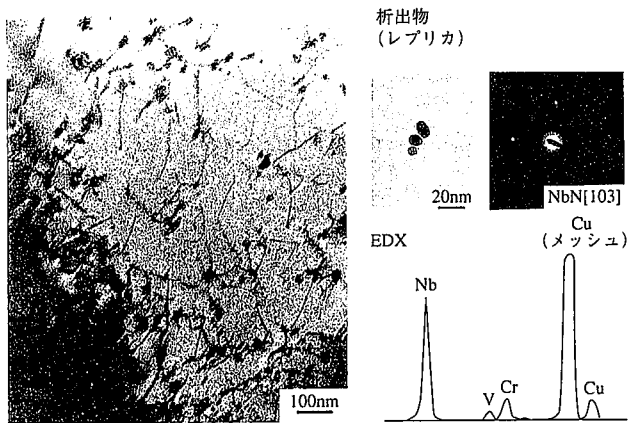 析出物
(レプリカ)
20nm
NbN[103]
EDX
Cu
(メッシュ)
Nb
V
Cr
Cu
100nm